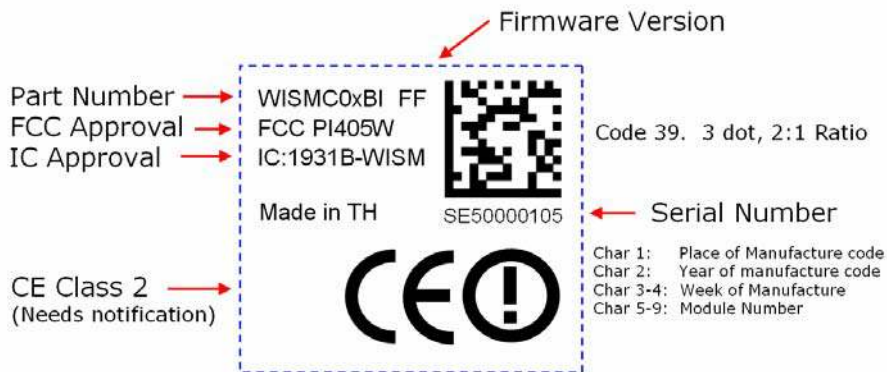 Firmware Version
Part Number
WISMC0xBI FF
FCC Approval
FCC PI405W
IC Approval
IC:1931B-WISM
Code 39. 3 dot, 2:1 Ratio
Made in TH
SE50000105
Serial Number
Char 1: Place of Manufacture code
Char 2: Year of manufacture code
Char 3-4: Week of Manufacture
Char 5-9: Module Number
CE Class 2
(Needs notification)
CE